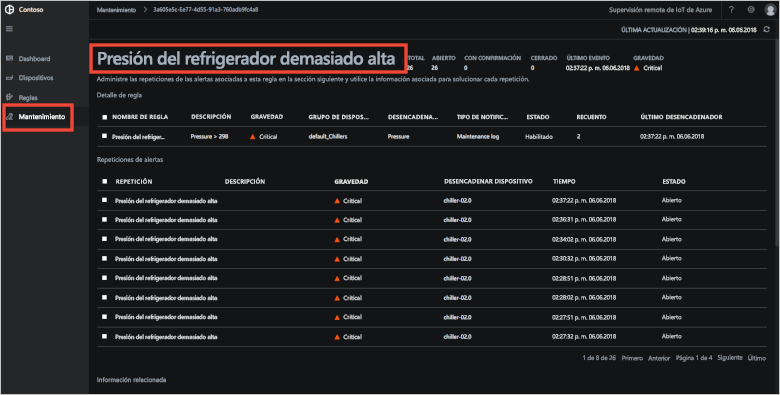 Contoso
Mantenimiento > 3a605e5c-6e77-4d55-91a3-760adb9fc4a8
Supervisión remota de IoT de Azure
ÚLTIMA ACTUALIZACIÓN | 02:39:16 p. m. 06.06.2018
Dashboard
Dispositivos
Reglas
Mantenimiento
Presión del refrigerador demasiado alta
TOTAL ABIERTO CON CONFIRMACIÓN CERRADO ÚLTIMO EVENTO GRAVEDAD
26 26 0 0 02:37:22 p. m. 06.06.2018 Critical
Administre las repeticiones de las alertas asociadas a esta regla en la sección siguiente y utilice la información asociada para solucionar cada repetición.
Detalle de regla
NOMBRE DE REGLA DESCRIPCIÓN GRAVEDAD GRUPO DE DISPOS... DESENCADENA... TIPO DE NOTIFIC... ESTADO RECUENTO ÚLTIMO DESENCADENADOR
Presión del refriger... Pressure > 298 Critical default_Chillers Pressure Maintenance log Habilitado 2 02:37:22 p. m. 06.06.2018
Repeticiones de alertas
REPETICIÓN DESCRIPCIÓN GRAVEDAD DESENCADENAR DISPOSITIVO TIEMPO ESTADO
Presión del refrigerador demasiado alta Critical chiller-02.0 02:37:22 p. m. 06.06.2018 Abierto
Presión del refrigerador demasiado alta Critical chiller-02.0 02:36:31 p. m. 06.06.2018 Abierto
Presión del refrigerador demasiado alta Critical chiller-02.0 02:34:02 p. m. 06.06.2018 Abierto
Presión del refrigerador demasiado alta Critical chiller-02.0 02:30:32 p. m. 06.06.2018 Abierto
Presión del refrigerador demasiado alta Critical chiller-02.0 02:28:51 p. m. 06.06.2018 Abierto
Presión del refrigerador demasiado alta Critical chiller-02.0 02:28:02 p. m. 06.06.2018 Abierto
Presión del refrigerador demasiado alta Critical chiller-02.0 02:27:51 p. m. 06.06.2018 Abierto
Presión del refrigerador demasiado alta Critical chiller-02.0 02:27:32 p. m. 06.06.2018 Abierto
1 de 8 de 26 Primero Anterior Página 1 de 4 Siguiente Último
Información relacionada